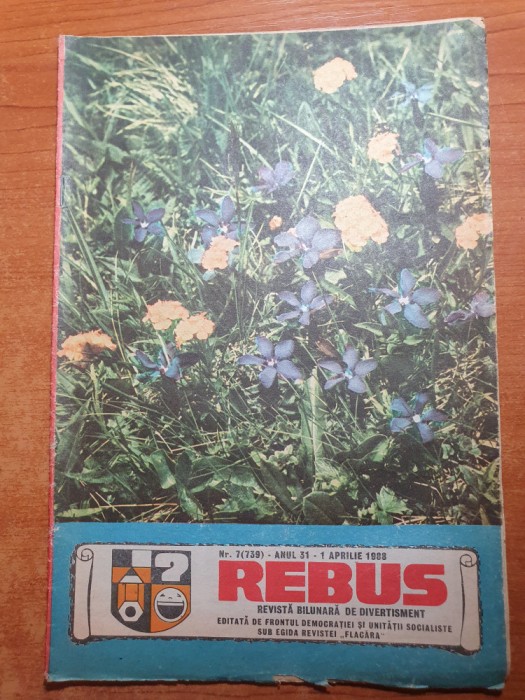 Nr. 7(739) - ANUL 31 - 1 APRILIE 1988
REBUS
REVISTĂ BILUNARĂ DE DIVERTISMENT
EDITATĂ DE FRONTUL DEMOCRAȚIEI ȘI UNITĂȚII SOCIALISTE
SUB EGIDA REVISTEI „FLACĂRA"